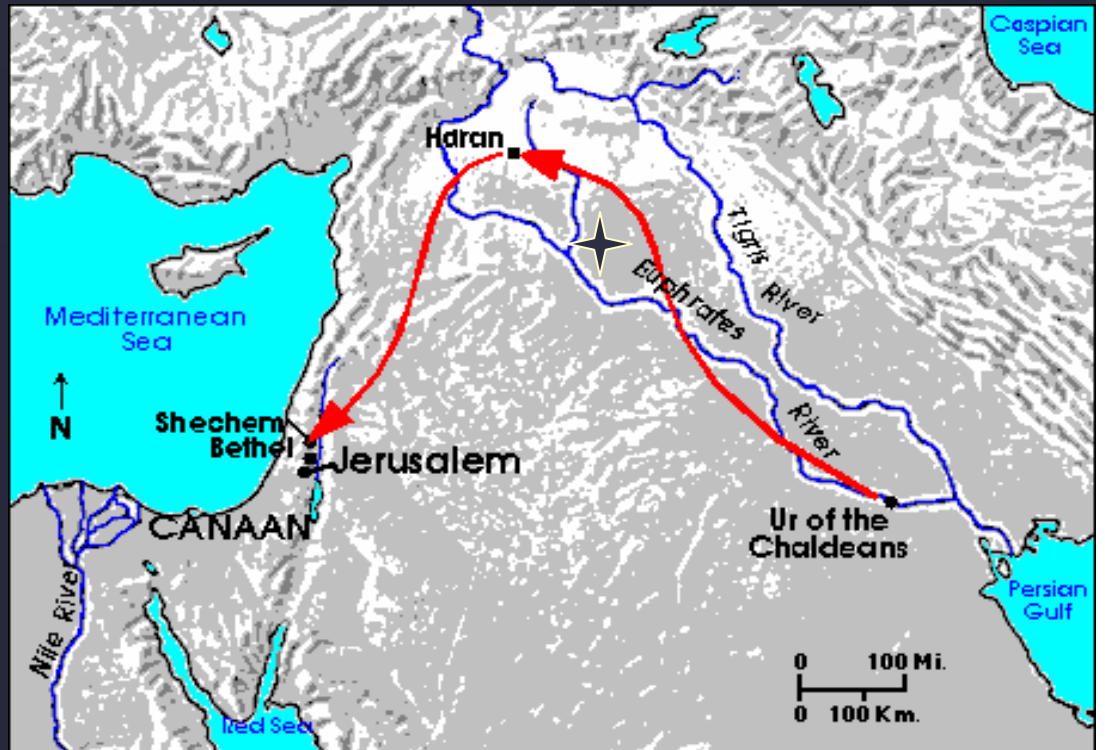 Caspian
Sea
Haran
Tigris
River
Euphrates
River
Mediterranean
Sea
N
Shechem
Bethel
Jerusalem
CANAAN
Ur of the
Chaldeans
Nile River
Persian
Gulf
Red Sea
0 100 Mi.
0 100 Km.